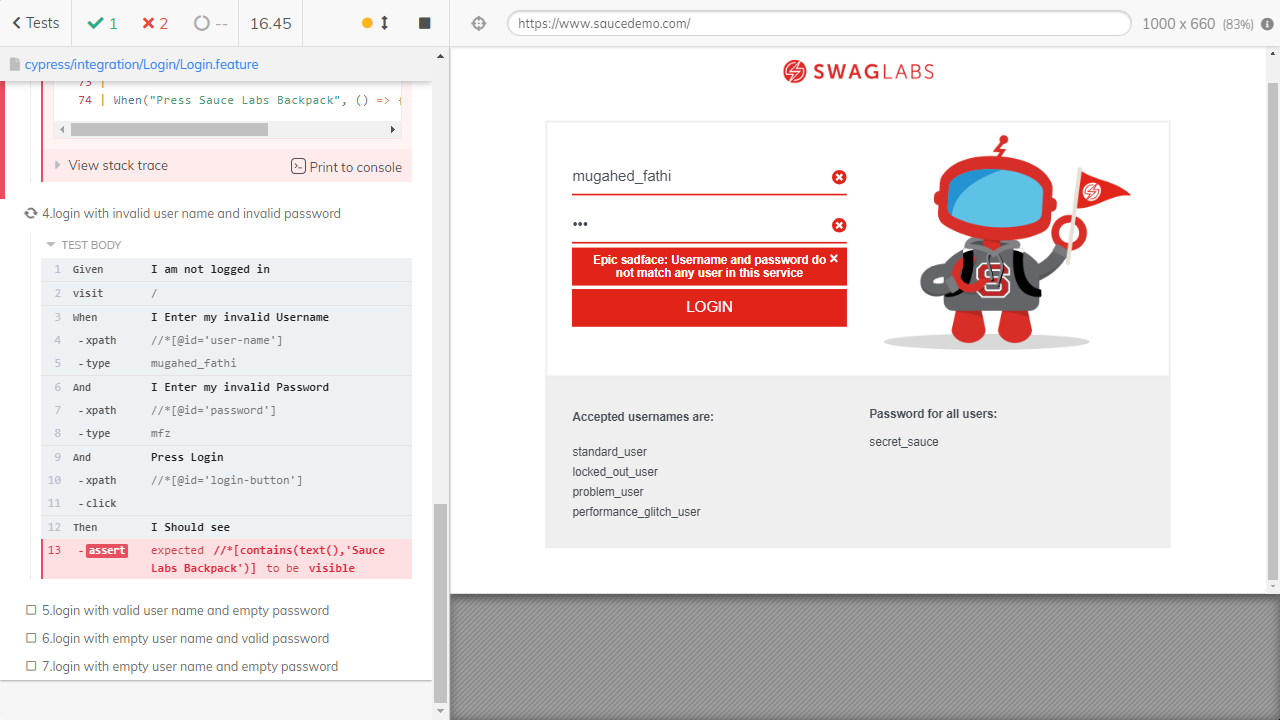 Tests
1
2
--
16.45
https://www.saucedemo.com/
1000 x 660 (83%)
cypress/integration/Login/Login.feature
73 |
74 | When("Press Sauce Labs Backpack", () => {
View stack trace
Print to console
4.login with invalid user name and invalid password
TEST BODY
1 Given I am not logged in
2 visit /
3 When I Enter my invalid Username
4 -xpath //*[@id='user-name']
5 -type mugahed_fathi
6 And I Enter my invalid Password
7 -xpath //*[@id='password']
8 -type mfz
9 And Press Login
10 -xpath //*[@id='login-button']
11 -click
12 Then I Should see
13 -assert expected //*[contains(text(),'Sauce
Labs Backpack')] to be visible
5.login with valid user name and empty password
6.login with empty user name and valid password
7.login with empty user name and empty password
SWAGLABS
mugahed_fathi
•••
Epic sadface: Username and password do
not match any user in this service
LOGIN
S
Accepted usernames are:
standard_user
locked_out_user
problem_user
performance_glitch_user
Password for all users:
secret_sauce